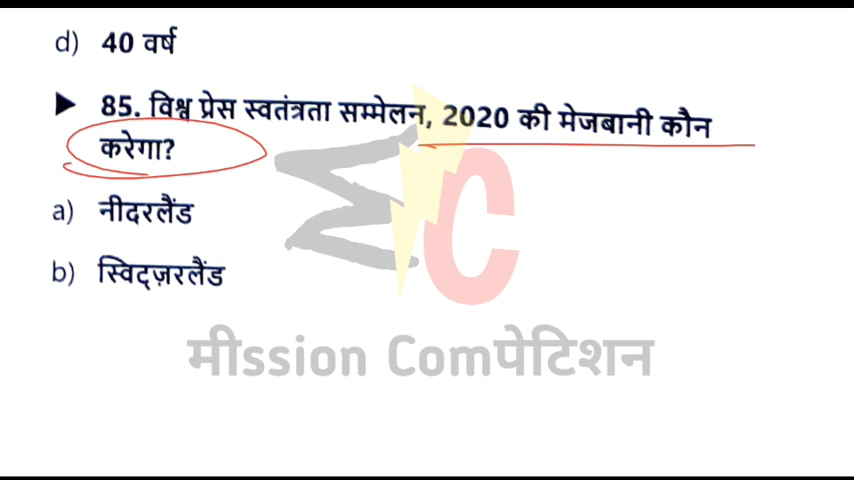 d) 40 वर्ष
85. विश्व प्रेस स्वतंत्रता सम्मेलन, 2020 की मेजबानी कौन
करेगा?
a) नीदरलैंड
b) स्विट्ज़रलैंड
मीssion Comपेटिशन